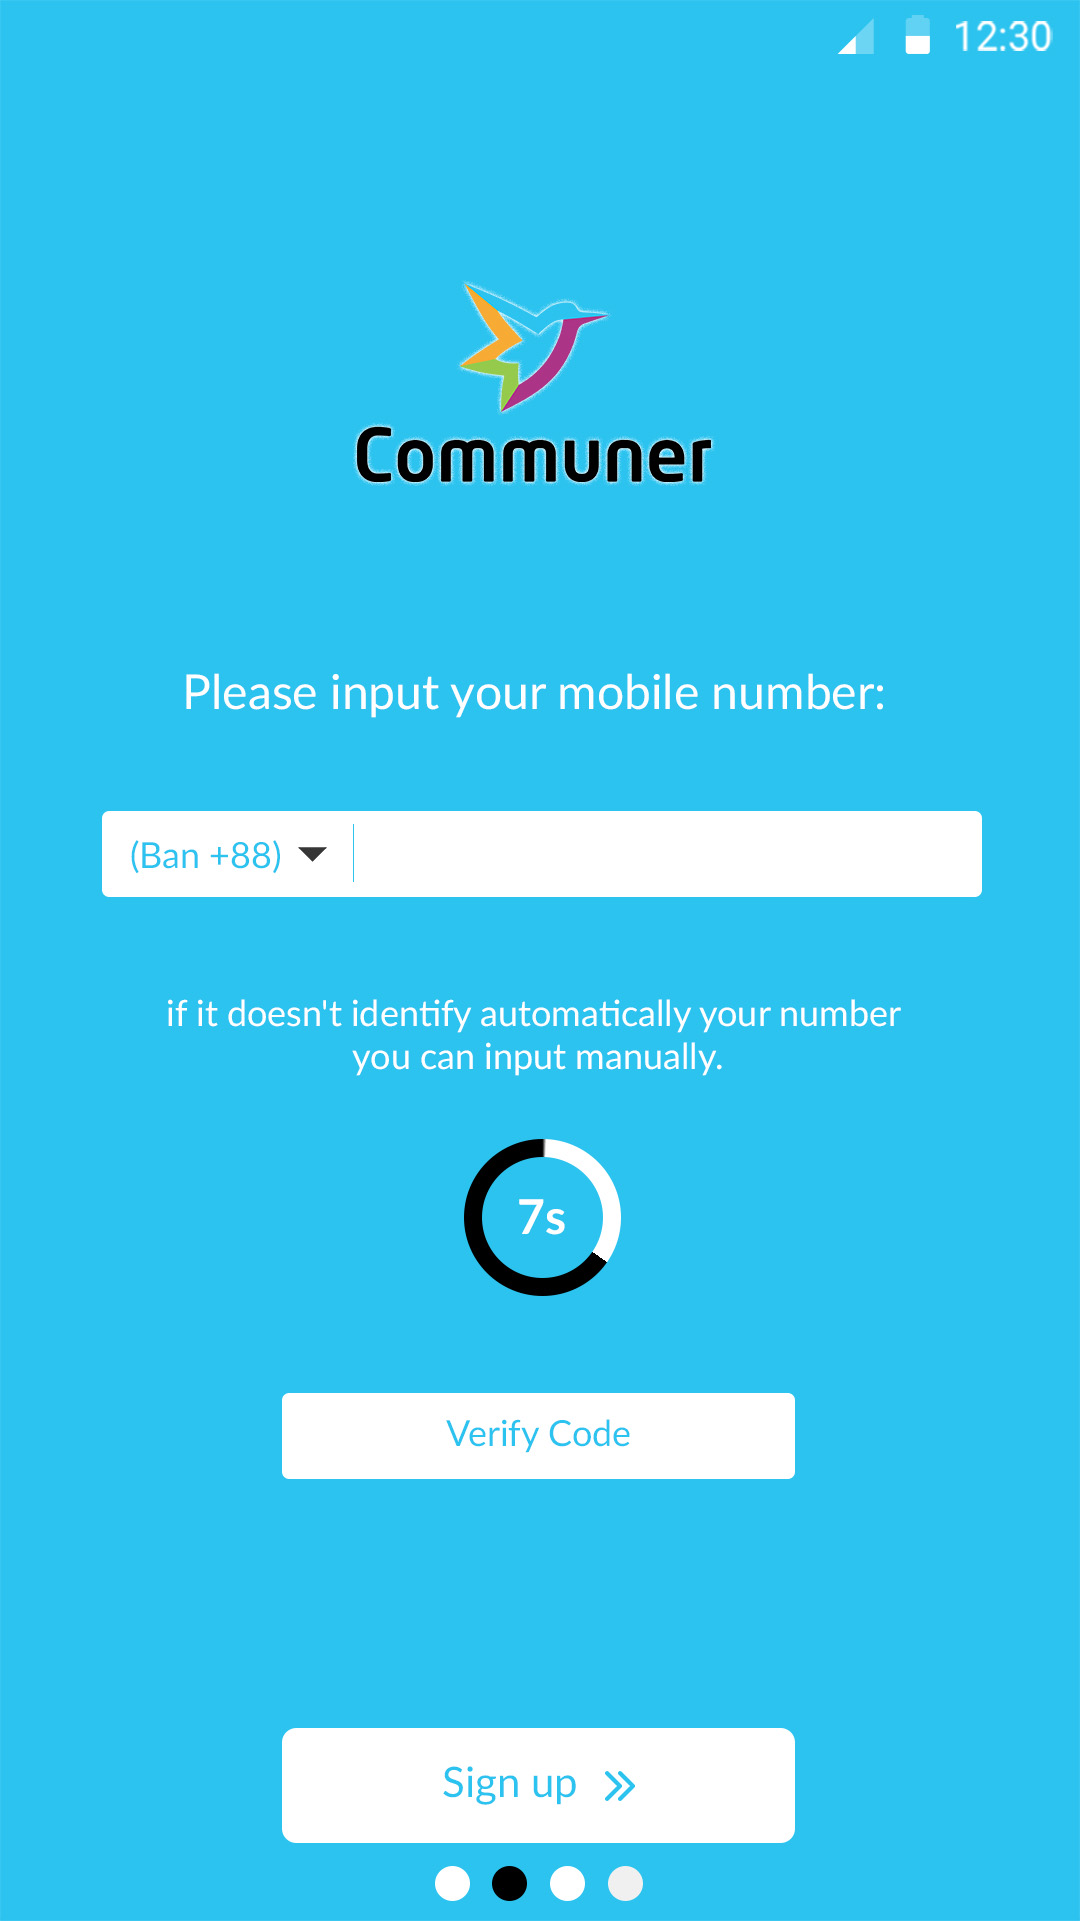 12:30
Communer
Please input your mobile number:
(Ban +88)
if it doesn't identify automatically your number
you can input manually.
7s
Verify Code
Sign up